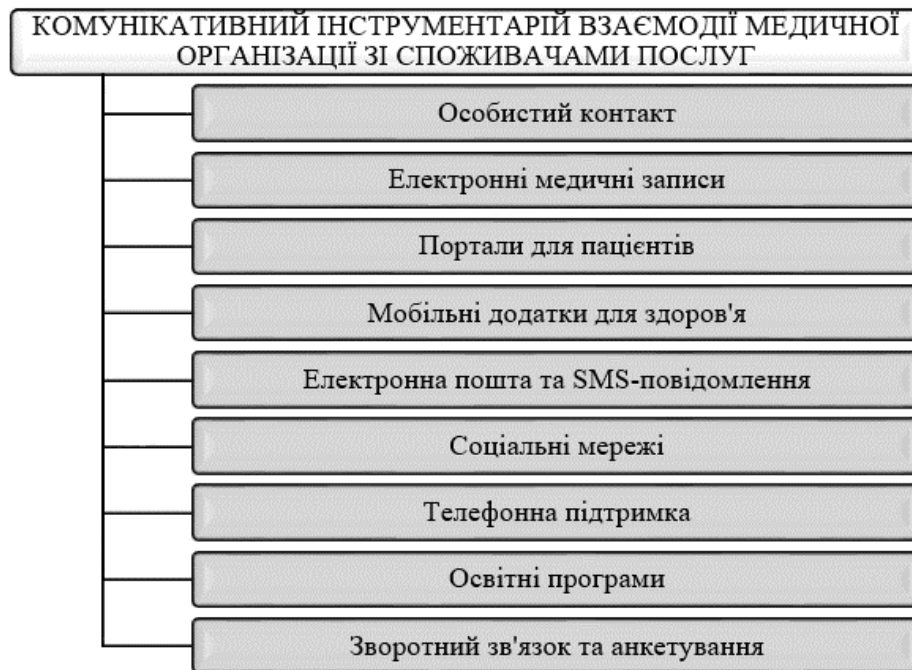 КОМУНІКАТИВНИЙ ІНСТРУМЕНТАРІЙ ВЗАЄМОДІЇ МЕДИЧНОЇ
ОРГАНІЗАЦІЇ ЗІ СПОЖИВАЧАМИ ПОСЛУГ
Особистий контакт
Електронні медичні записи
Портали для пацієнтів
Мобільні додатки для здоров'я
Електронна пошта та SMS-повідомлення
Соціальні мережі
Телефонна підтримка
Освітні програми
Зворотний зв'язок та анкетування